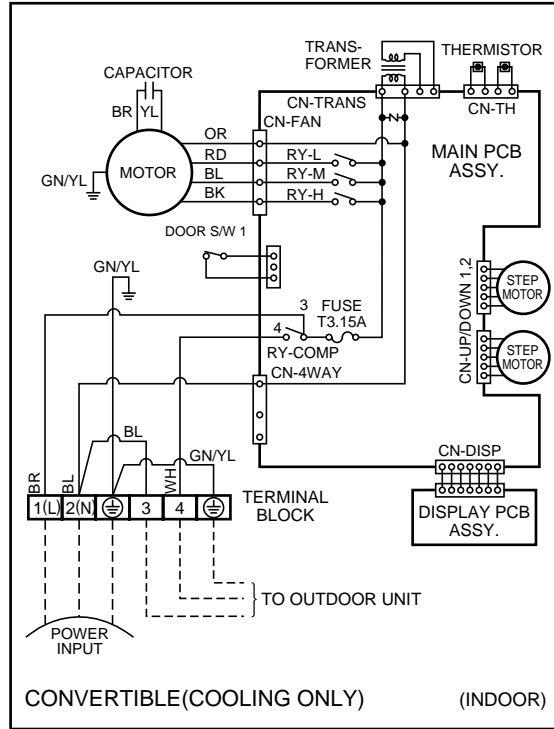 TRANS-
FORMER
THERMISTOR
CAPACITOR
BR YL
CN-TRANS
CN-TH
CN-FAN
Z
OR
RD
BL
BK
RY-L
RY-M
RY-H
MOTOR
GN/YL
MAIN PCB
ASSY.
DOOR S/W 1
GN/YL
CN-UP/DOWN 1,2
STEP
MOTOR
STEP
MOTOR
3
4
FUSE
T3.15A
RY-COMP
CN-4WAY
BL
GN/YL
BR
BL
WH
CN-DISP
1(L)
2(N)
3
4
TERMINAL
BLOCK
DISPLAY PCB
ASSY.
TO OUTDOOR UNIT
POWER
INPUT
CONVERTIBLE(COOLING ONLY)
(INDOOR)